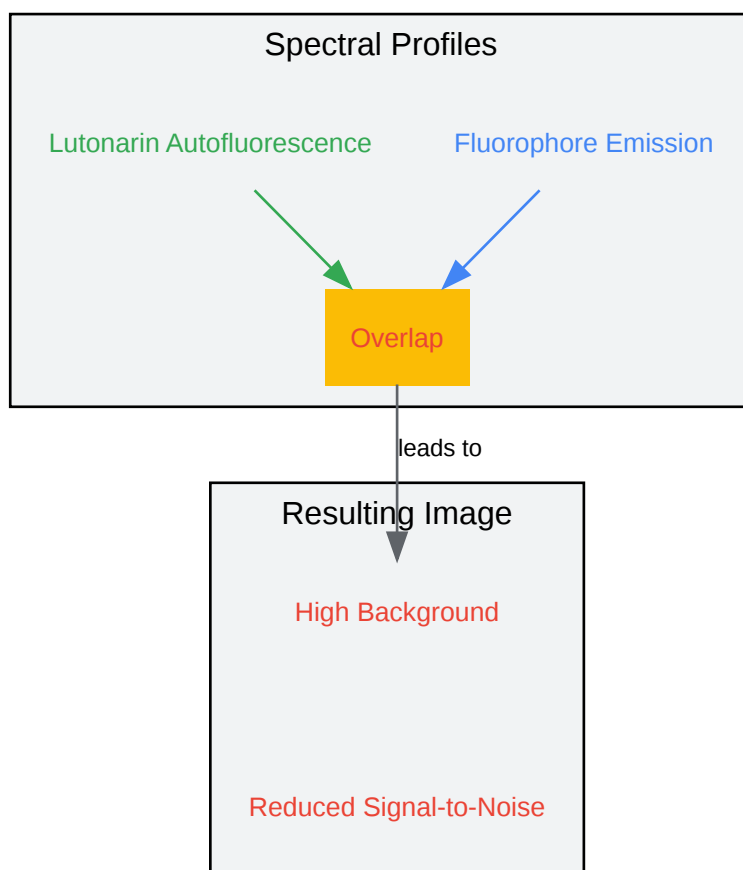 Spectral Profiles
Lutonarin Autofluorescence
Fluorophore Emission
Overlap
leads to
Resulting Image
High Background
Reduced Signal-to-Noise